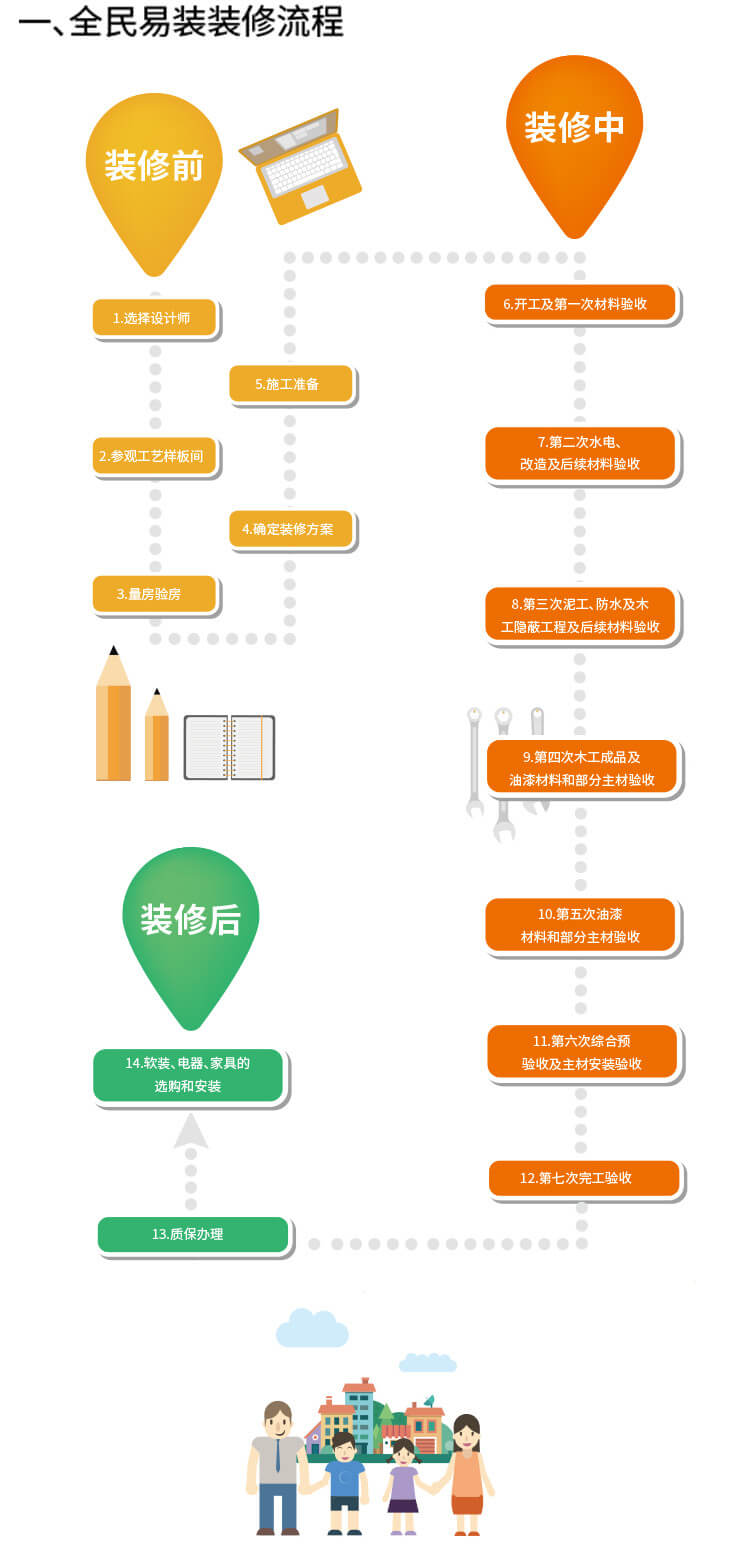 一、全民易装装修流程
装修前
1.选择设计师
2.参观工艺样板间
3.量房验房
4.确定装修方案
5.施工准备
装修中
6.开工及第一次材料验收
7.第二次水电、
改造及后续材料验收
8.第三次泥工、防水及木
工隐蔽工程及后续材料验收
9.第四次木工成品及
油漆材料和部分主材验收
10.第五次油漆
材料和部分主材验收
11.第六次综合预
验收及主材安装验收
12.第七次完工验收
装修后
13.质保办理
14.软装、电器、家具的
选购和安装